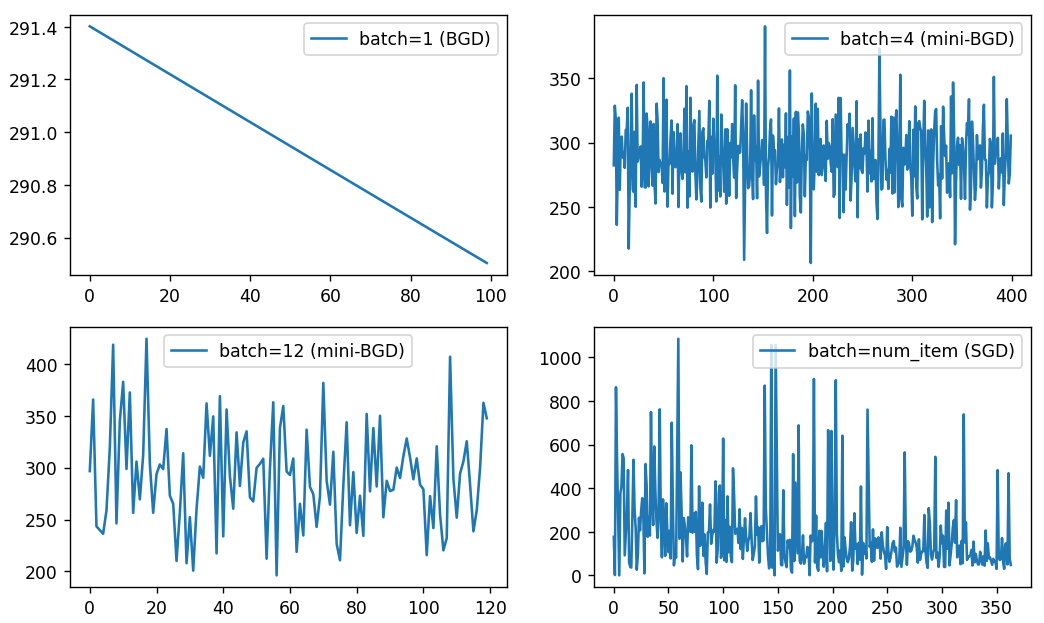 batch=1 (BGD)
291.4
291.2
291.0
290.8
290.6
0 20 40 60 80 100
batch=4 (mini-BGD)
350
300
250
200
0 100 200 300 400
batch=12 (mini-BGD)
400
350
300
250
200
0 20 40 60 80 100 120
batch=num_item (SGD)
1000
800
600
400
200
0
0 50 100 150 200 250 300 350